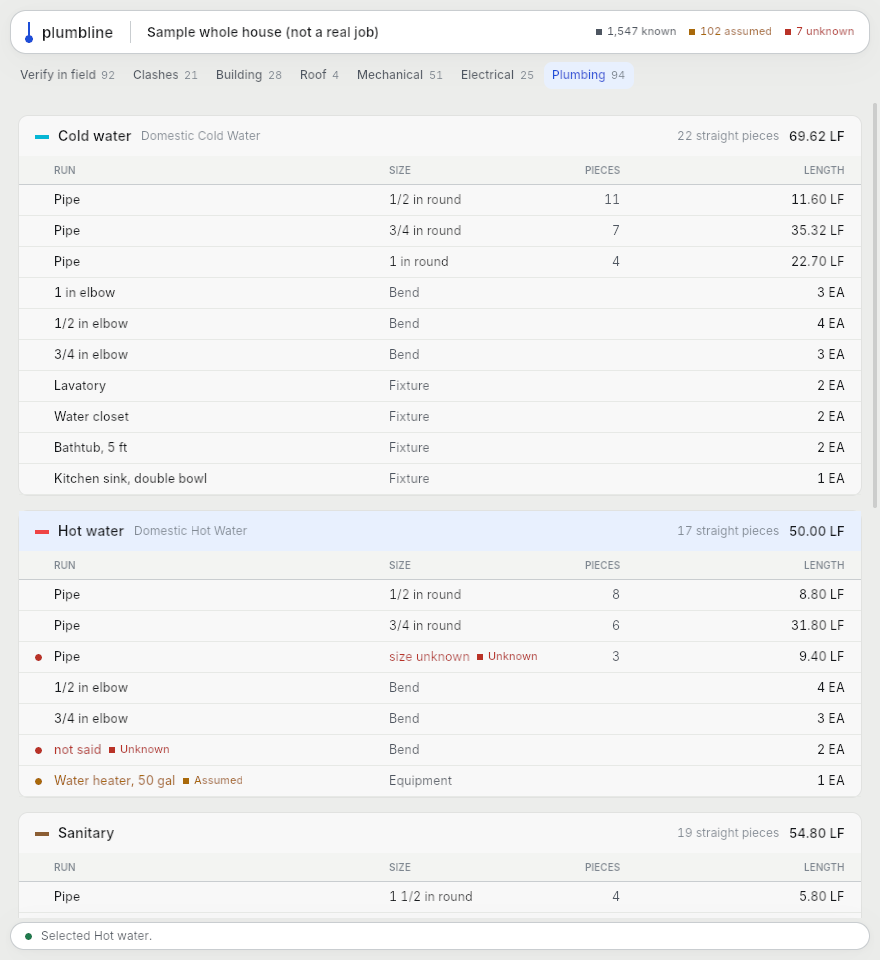 plumbline Sample whole house (not a real job) 1,547 known 102 assumed 7 unknown
Verify in field 92 Clashes 21 Building 28 Roof 4 Mechanical 51 Electrical 25 Plumbing 94
Cold water Domestic Cold Water 22 straight pieces 69.62 LF
RUN SIZE PIECES LENGTH
Pipe 1/2 in round 11 11.60 LF
Pipe 3/4 in round 7 35.32 LF
Pipe 1 in round 4 22.70 LF
1 in elbow Bend 3 EA
1/2 in elbow Bend 4 EA
3/4 in elbow Bend 3 EA
Lavatory Fixture 2 EA
Water closet Fixture 2 EA
Bathtub, 5 ft Fixture 2 EA
Kitchen sink, double bowl Fixture 1 EA
Hot water Domestic Hot Water 17 straight pieces 50.00 LF
RUN SIZE PIECES LENGTH
Pipe 1/2 in round 8 8.80 LF
Pipe 3/4 in round 6 31.80 LF
Pipe size unknown Unknown 3 9.40 LF
1/2 in elbow Bend 4 EA
3/4 in elbow Bend 3 EA
not said Unknown Bend 2 EA
Water heater, 50 gal Assumed Equipment 1 EA
Sanitary 19 straight pieces 54.80 LF
RUN SIZE PIECES LENGTH
Pipe 1 1/2 in round 4 5.80 LF
Selected Hot water.